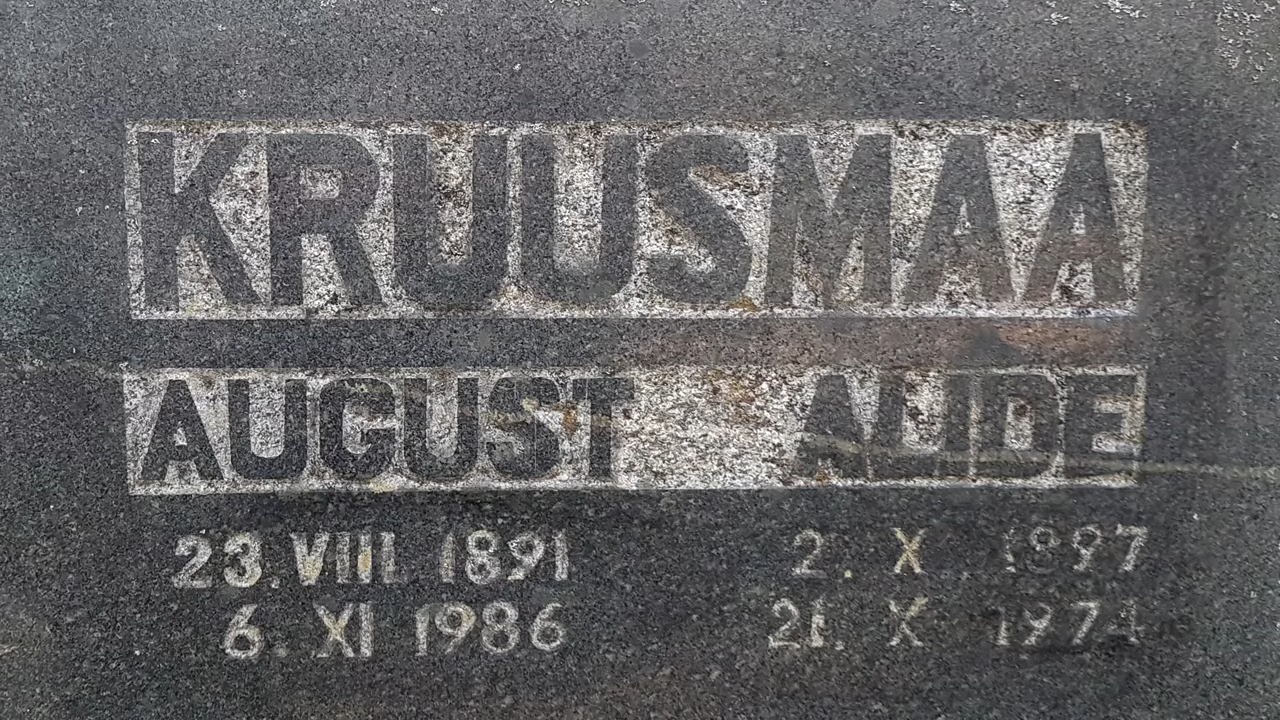 KRUUSMAA
AUGUST ALIDE
23. VIII 1891 2. X 1897
6. XI 1986 21. X 1974